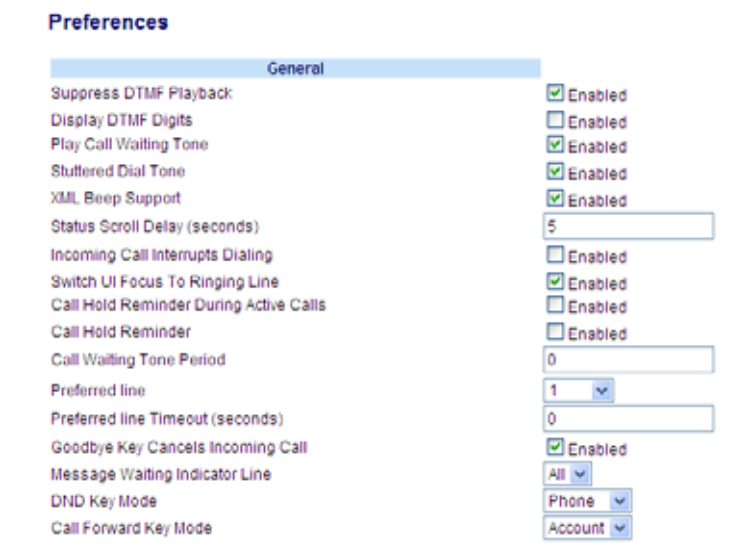 Preferences
General
Suppress DTMF Playback Enabled
Display DTMF Digits Enabled
Play Call Waiting Tone Enabled
Stuttered Dial Tone Enabled
XML Beep Support Enabled
Status Scroll Delay (seconds) 5
Incoming Call Interrupts Dialing Enabled
Switch UI Focus To Ringing Line Enabled
Call Hold Reminder During Active Calls Enabled
Call Hold Reminder Enabled
Call Waiting Tone Period 0
Preferred line 1
Preferred line Timeout (seconds) 0
Goodbye Key Cancels Incoming Call Enabled
Message Waiting Indicator Line All
DND Key Mode Phone
Call Forward Key Mode Account